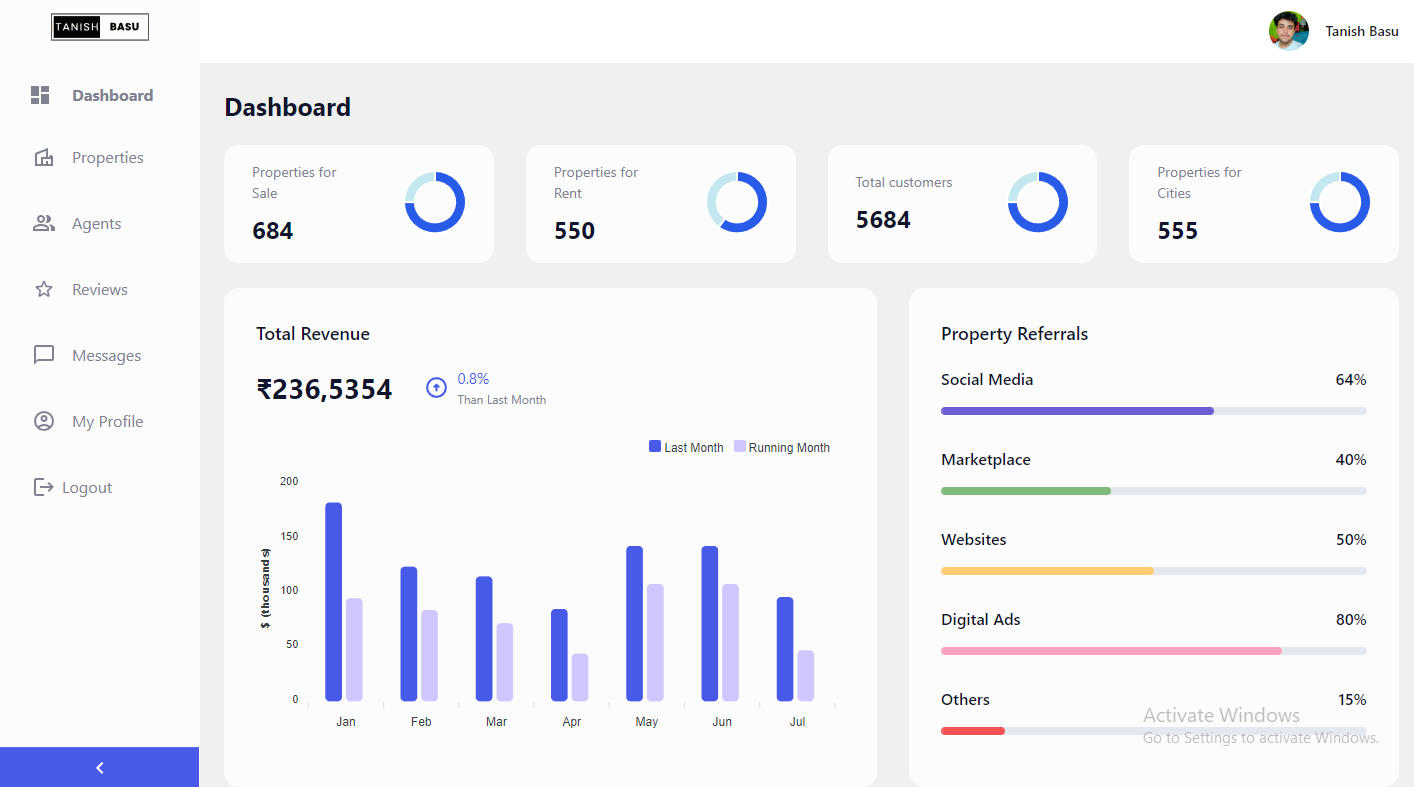 TANISH BASU
Tanish Basu
Dashboard
Properties
Agents
Reviews
Messages
My Profile
Logout
Dashboard
Properties for
Sale
684
Properties for
Rent
550
Total customers
5684
Properties for
Cities
555
Total Revenue
₹236,5354
0.8%
Than Last Month
Last Month Running Month
$ (thousands)
200
150
100
50
0
Jan Feb Mar Apr May Jun Jul
Property Referrals
Social Media 64%
Marketplace 40%
Websites 50%
Digital Ads 80%
Others 15%
Activate Windows
Go to Settings to activate Windows.